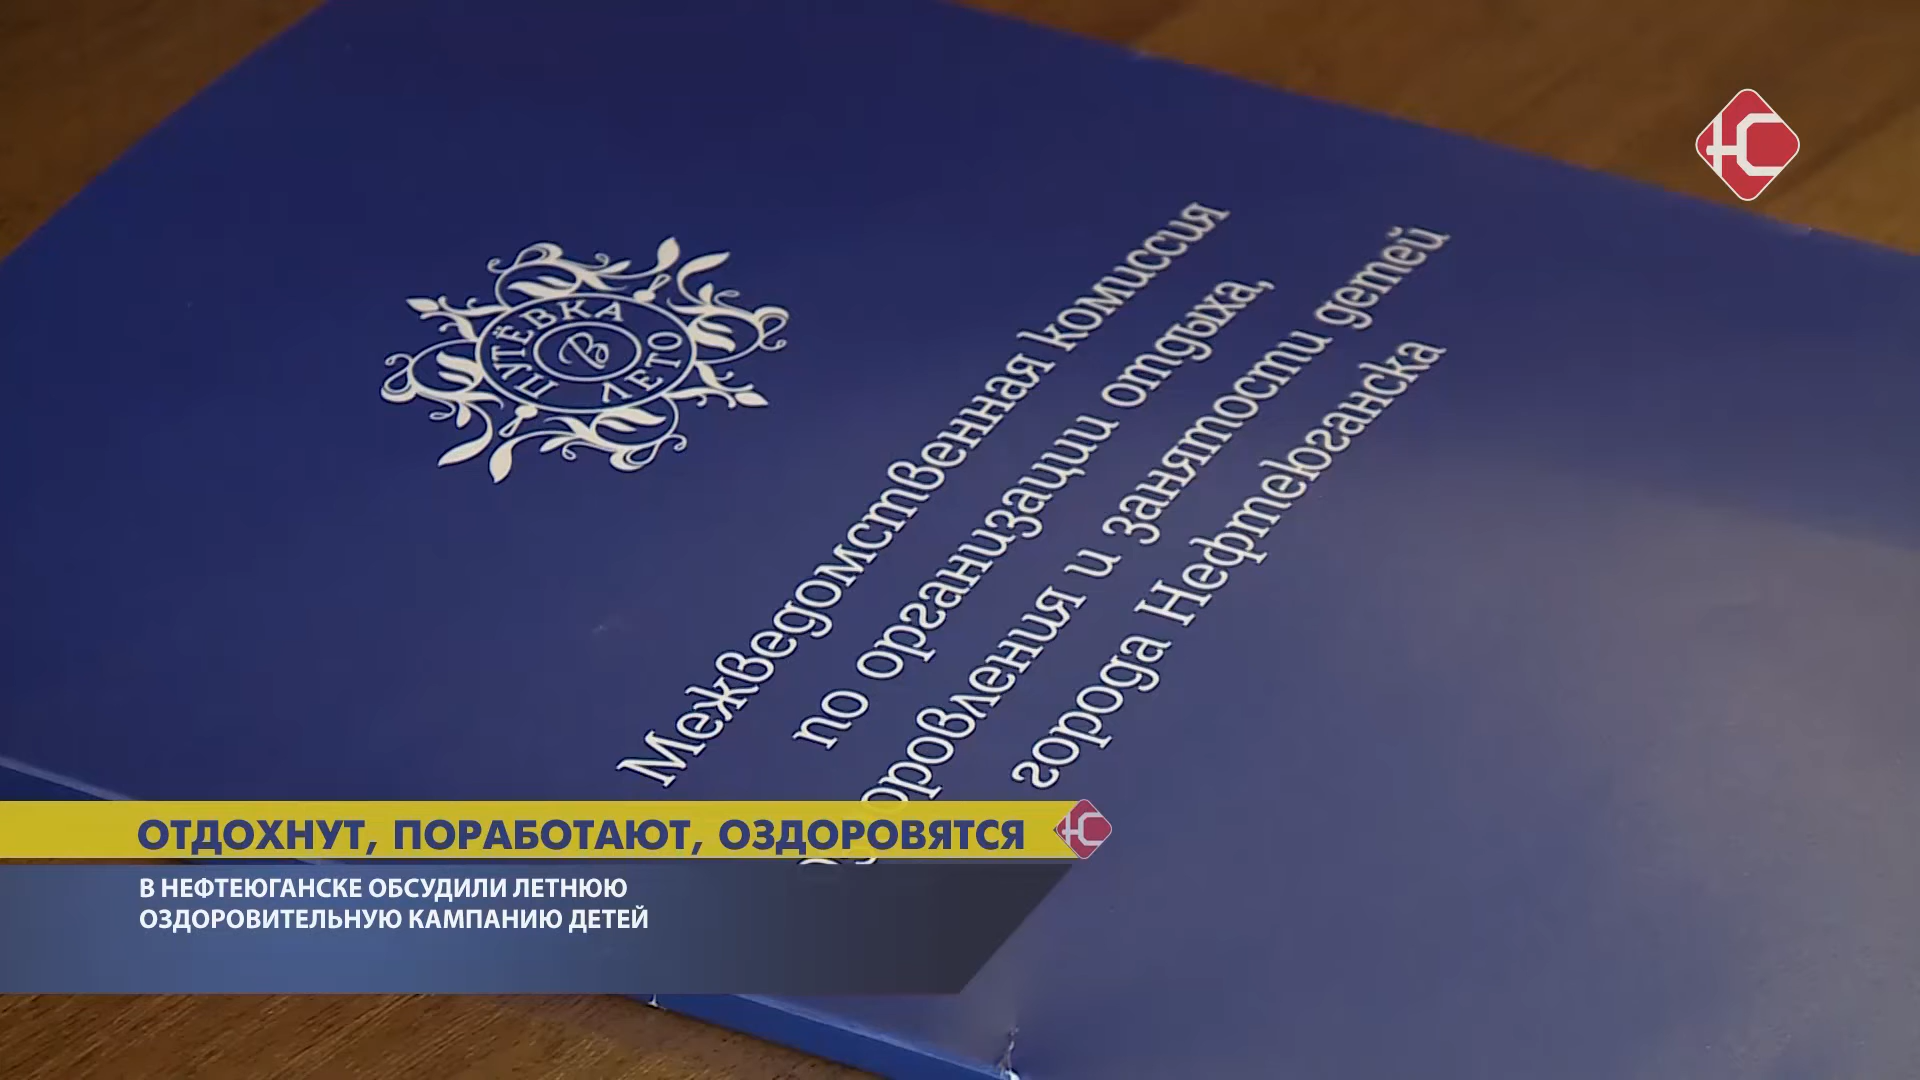 ПУТЁВКА
В
ЛЕТО
Межведомственная комиссия
по организации отдыха,
оздоровления и занятости детей
города Нефтеюганска
ЮС
ОТДОХНУТ, ПОРАБОТАЮТ, ОЗДОРОВЯТСЯ
В НЕФТЕЮГАНСКЕ ОБСУДИЛИ ЛЕТНЮЮ
ОЗДОРОВИТЕЛЬНУЮ КАМПАНИЮ ДЕТЕЙ